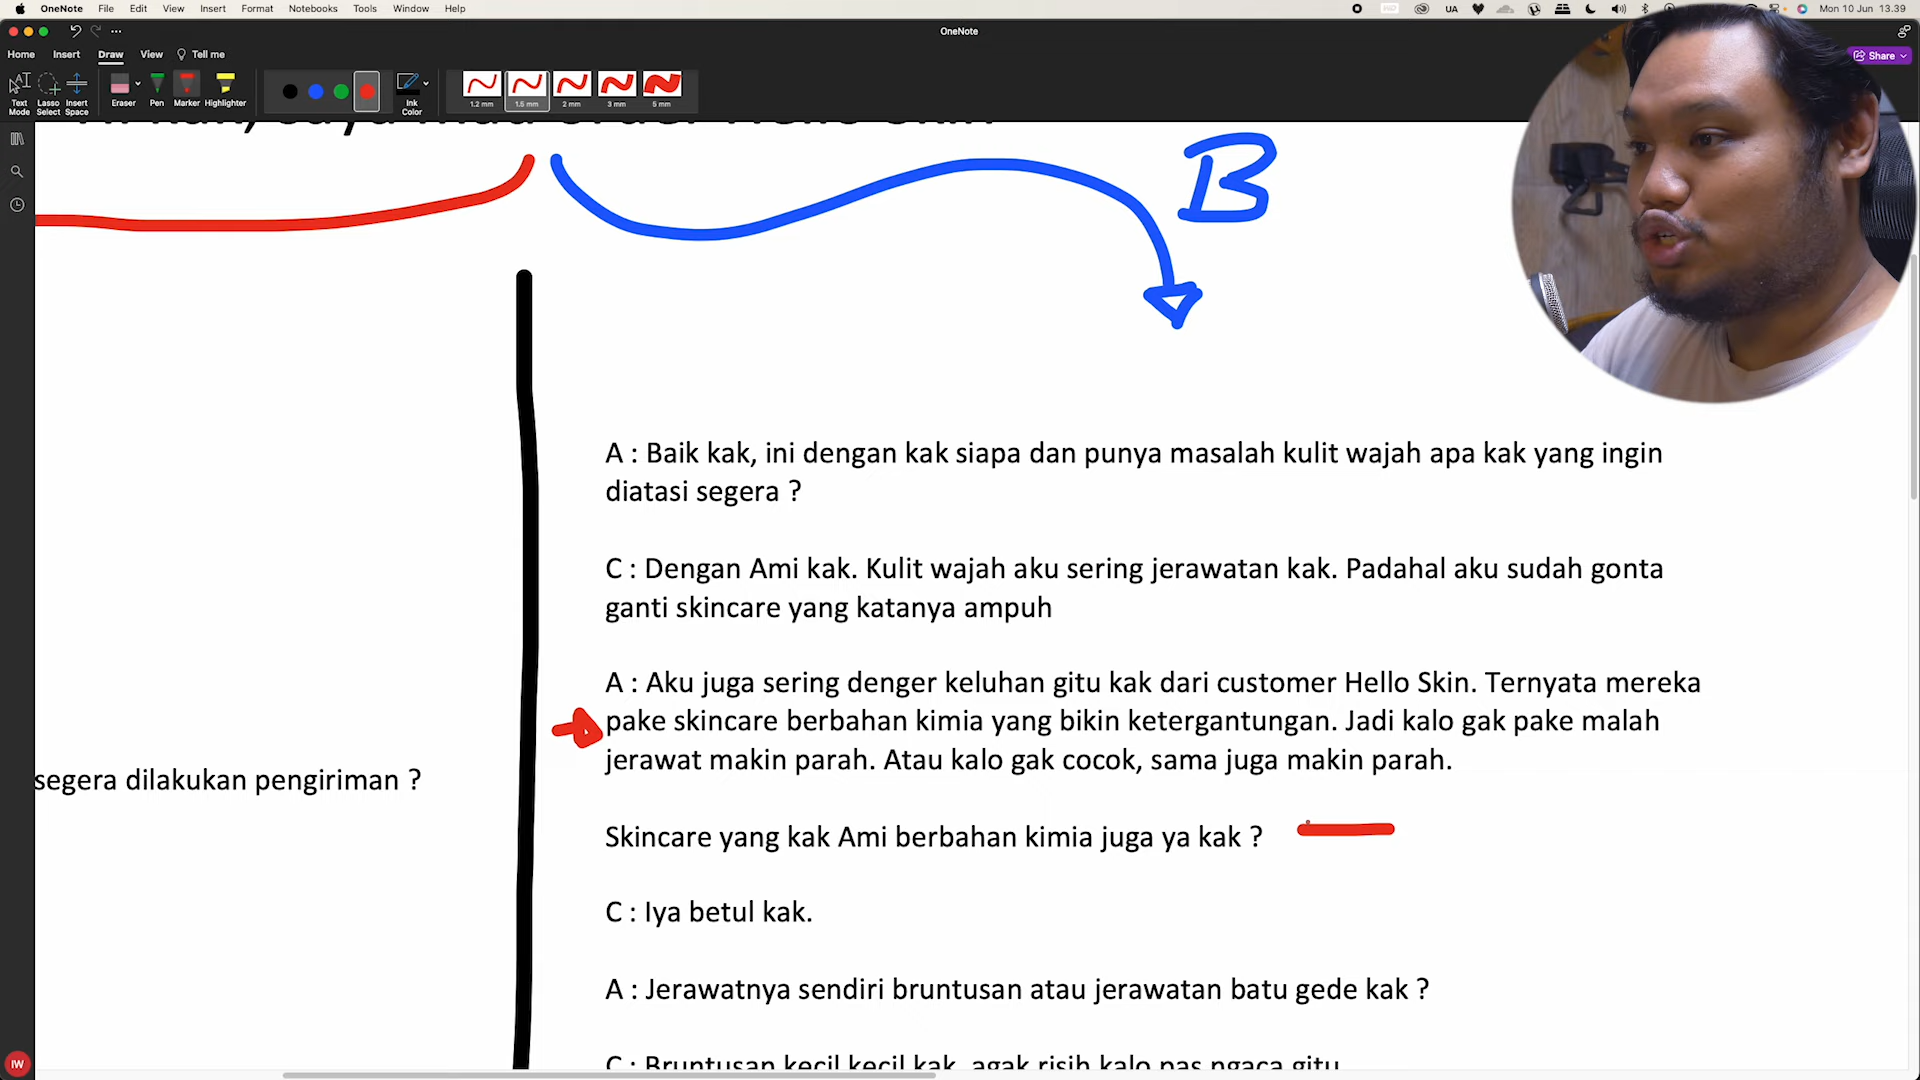 OneNote File Edit View Insert Format Notebooks Tools Window Help
UA Mon 10 Jun 13.39
OneNote
Home Insert Draw View Tell me
Share
Text Mode Lasso Select Insert Space Eraser Pen Marker Highlighter Ink Color 1.2 mm 1.5 mm 2 mm 3 mm 5 mm
B
A : Baik kak, ini dengan kak siapa dan punya masalah kulit wajah apa kak yang ingin
diatasi segera ?
C : Dengan Ami kak. Kulit wajah aku sering jerawatan kak. Padahal aku sudah gonta
ganti skincare yang katanya ampuh
A : Aku juga sering denger keluhan gitu kak dari customer Hello Skin. Ternyata mereka
pake skincare berbahan kimia yang bikin ketergantungan. Jadi kalo gak pake malah
jerawat makin parah. Atau kalo gak cocok, sama juga makin parah.
segera dilakukan pengiriman ?
Skincare yang kak Ami berbahan kimia juga ya kak ?
C : Iya betul kak.
A : Jerawatnya sendiri bruntusan atau jerawatan batu gede kak ?
C : Bruntusan kecil kecil kak, agak risih kalo pas ngaca gitu
IW